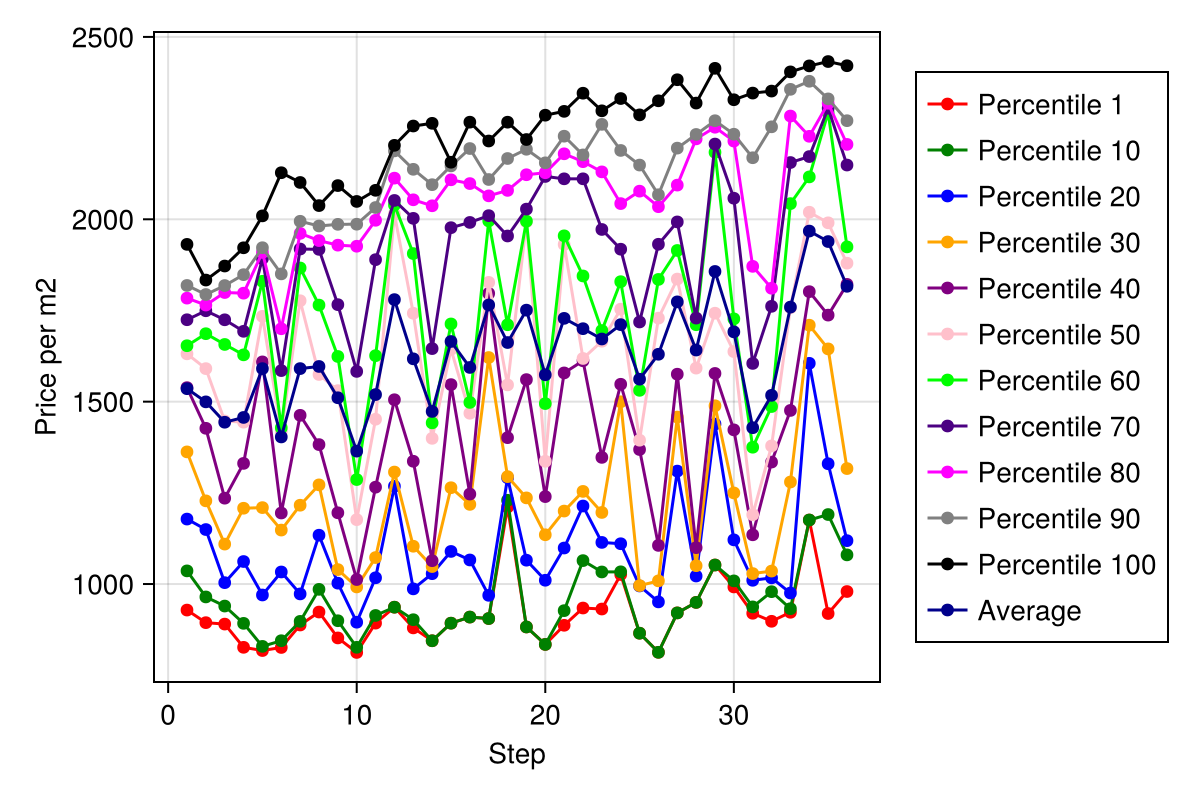 2500
2000
1500
1000
Price per m2
0 10 20 30
Step
Percentile 1
Percentile 10
Percentile 20
Percentile 30
Percentile 40
Percentile 50
Percentile 60
Percentile 70
Percentile 80
Percentile 90
Percentile 100
Average